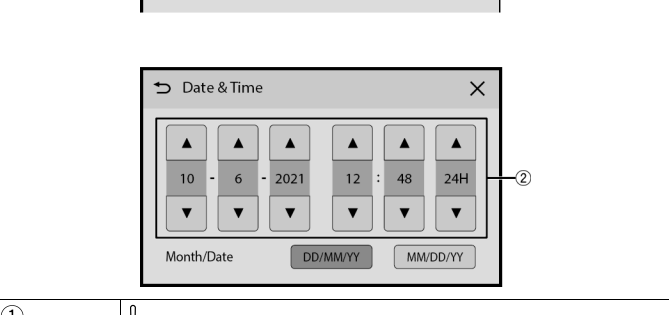 Date & Time
10 - 6 - 2021 12 : 48 24H
②
Month/Date DD/MM/YY MM/DD/YY
①